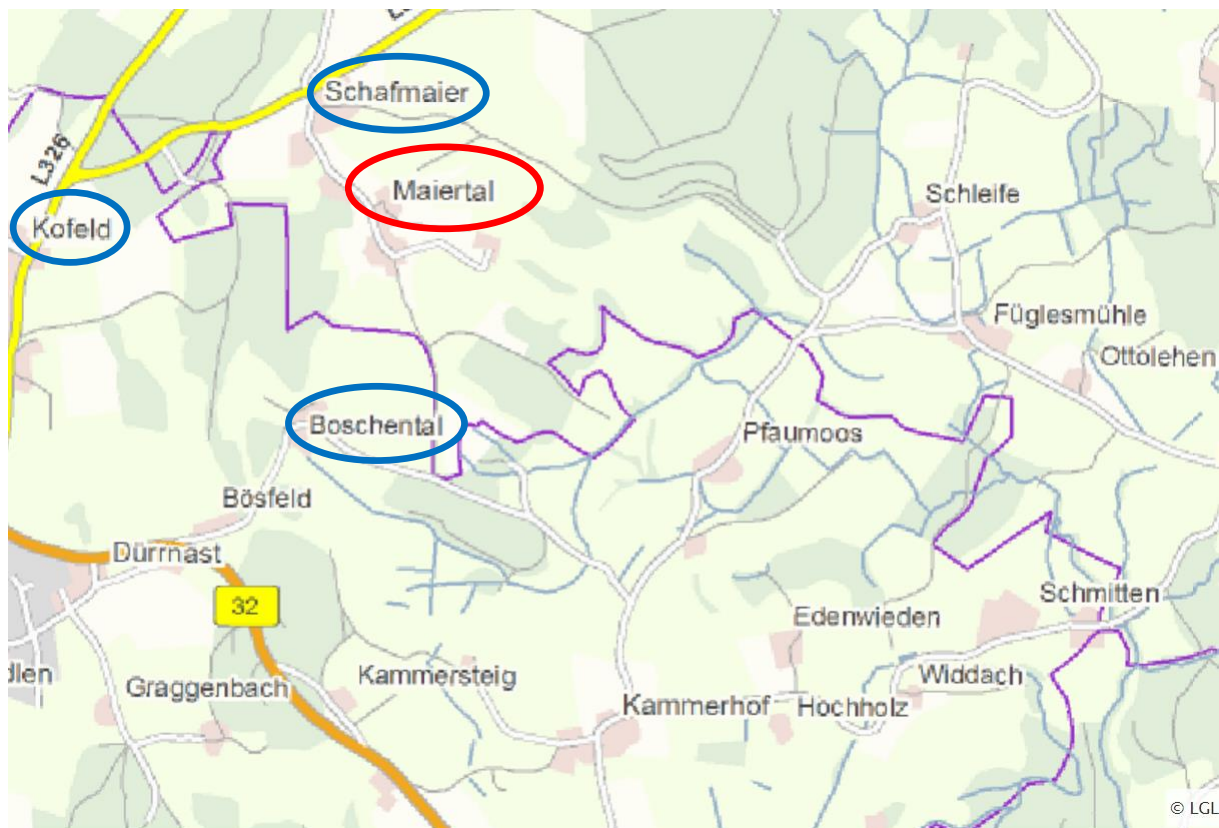 Schafmaier
L326
Maiertal
Schleife
Kofeld
Füglesmühle
Ottolehen
Boschental
Pfaumoos
Bösfeld
Dürrnast
32
Schmitten
Edenwieden
dlen
Graggenbach
Kammersteig
Widdach
Kammerhof
Hochholz
© LGL